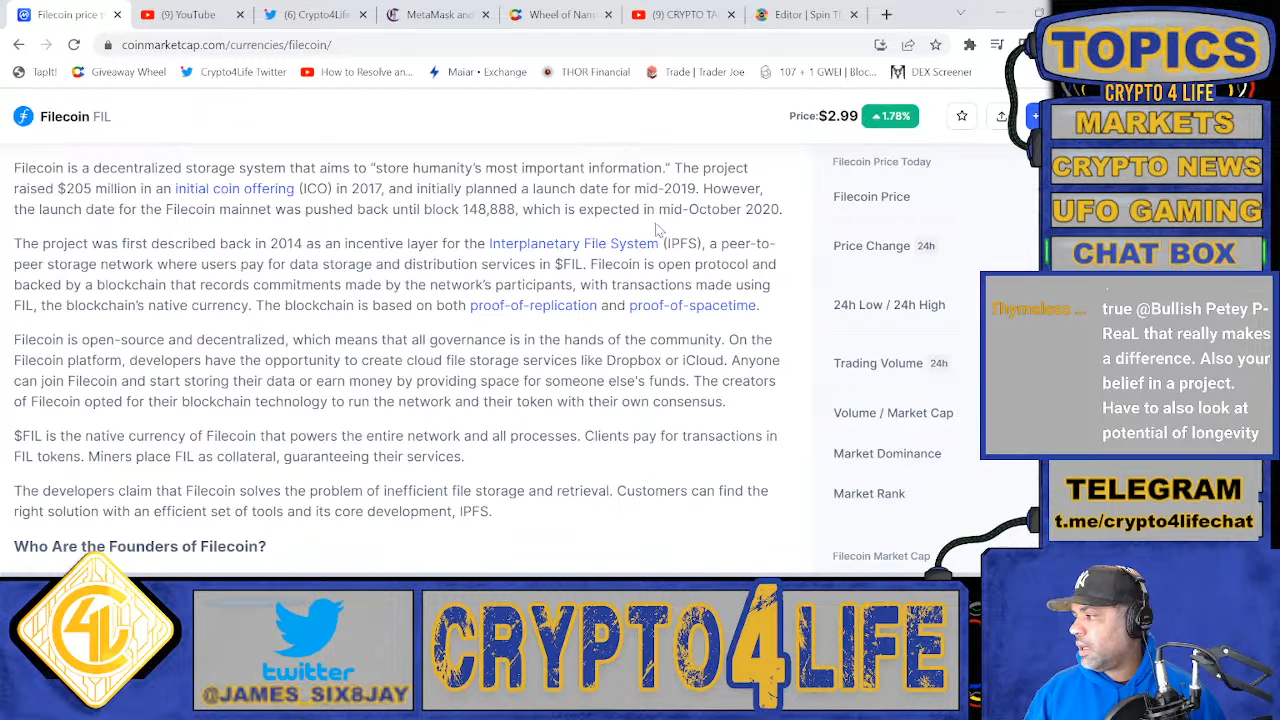 Filecoin price t
(9) YouTube
(6) Crypto4Life
MetaMask and
Wheel of Nam
(9) CRYPTO TA
Editor | Spin T
coinmarketcap.com/currencies/filecoin/
TapIt!
Giveaway Wheel
Crypto4Life Twitter
How to Resolve an...
Maiar • Exchange
THOR Financial
Trade | Trader Joe
107 + 1 GWEI | Bloc...
DEX Screener
Filecoin FIL
Price: $2.99
1.78%
Filecoin is a decentralized storage system that aims to “store humanity’s most important information.” The project
raised $205 million in an initial coin offering (ICO) in 2017, and initially planned a launch date for mid-2019. However,
the launch date for the Filecoin mainnet was pushed back until block 148,888, which is expected in mid-October 2020.
The project was first described back in 2014 as an incentive layer for the Interplanetary File System (IPFS), a peer-to-
peer storage network where users pay for data storage and distribution services in $FIL. Filecoin is open protocol and
backed by a blockchain that records commitments made by the network’s participants, with transactions made using
FIL, the blockchain’s native currency. The blockchain is based on both proof-of-replication and proof-of-spacetime.
Filecoin is open-source and decentralized, which means that all governance is in the hands of the community. On the
Filecoin platform, developers have the opportunity to create cloud file storage services like Dropbox or iCloud. Anyone
can join Filecoin and start storing their data or earn money by providing space for someone else's funds. The creators
of Filecoin opted for their blockchain technology to run the network and their token with their own consensus.
$FIL is the native currency of Filecoin that powers the entire network and all processes. Clients pay for transactions in
FIL tokens. Miners place FIL as collateral, guaranteeing their services.
The developers claim that Filecoin solves the problem of inefficient file storage and retrieval. Customers can find the
right solution with an efficient set of tools and its core development, IPFS.
Who Are the Founders of Filecoin?
Filecoin Price Today
Filecoin Price
Price Change 24h
24h Low / 24h High
Trading Volume 24h
Volume / Market Cap
Market Dominance
Market Rank
Filecoin Market Cap
TOPICS
CRYPTO 4 LIFE
MARKETS
CRYPTO NEWS
UFO GAMING
CHAT BOX
Thymeless ...
true @Bullish Petey P-
ReaL that really makes
a difference. Also your
belief in a project.
Have to also look at
potential of longevity
TELEGRAM
t.me/crypto4lifechat
C4L
twitter
@JAMES_SIX8JAY
CRYPTO4LIFE